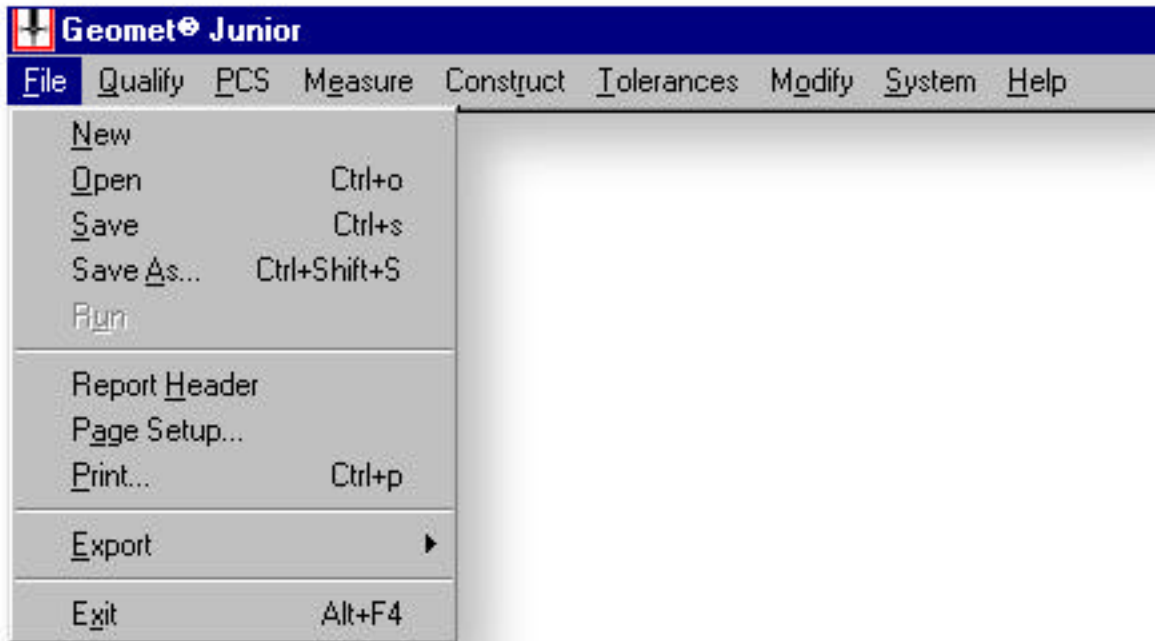 Geomet® Junior
File Qualify PCS Measure Construct Tolerances Modify System Help
New
Open Ctrl+o
Save Ctrl+s
Save As... Ctrl+Shift+S
Run
Report Header
Page Setup...
Print... Ctrl+p
Export
Exit Alt+F4